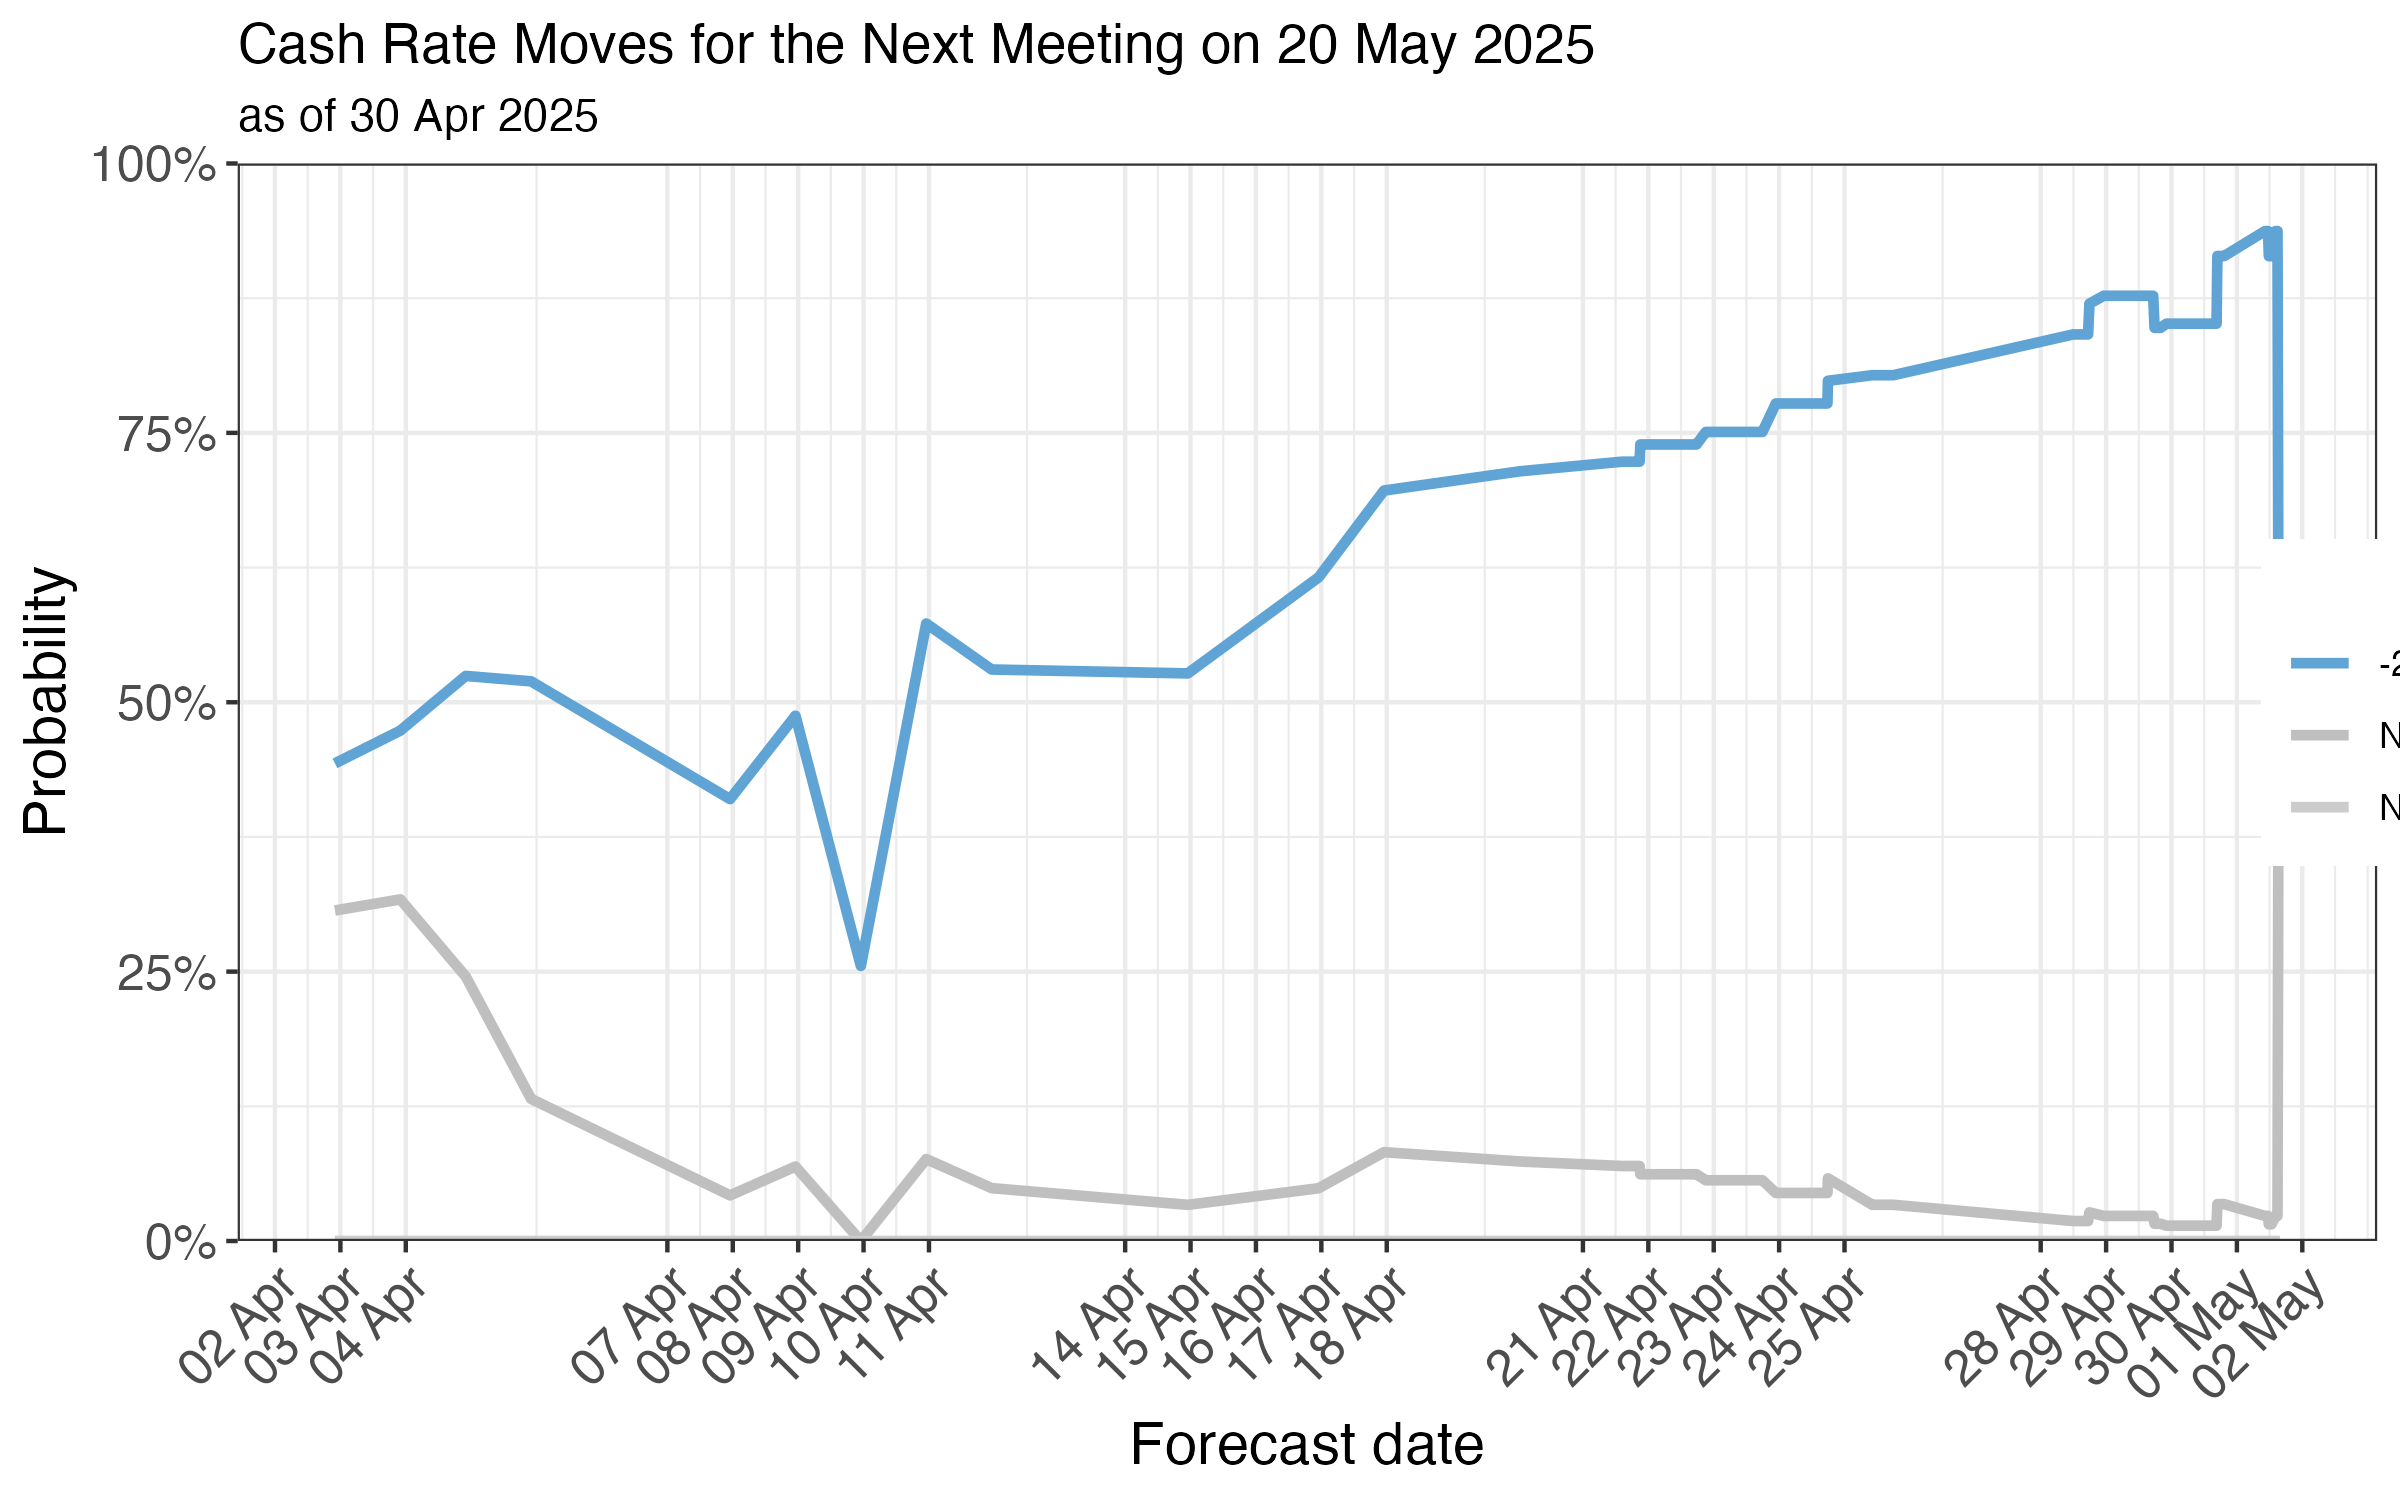 Cash Rate Moves for the Next Meeting on 20 May 2025
as of 30 Apr 2025
100%
75%
50%
25%
0%
Probability
-2
N
N
02 Apr
03 Apr
04 Apr
07 Apr
08 Apr
09 Apr
10 Apr
11 Apr
14 Apr
15 Apr
16 Apr
17 Apr
18 Apr
21 Apr
22 Apr
23 Apr
24 Apr
25 Apr
28 Apr
29 Apr
30 Apr
01 May
02 May
Forecast date